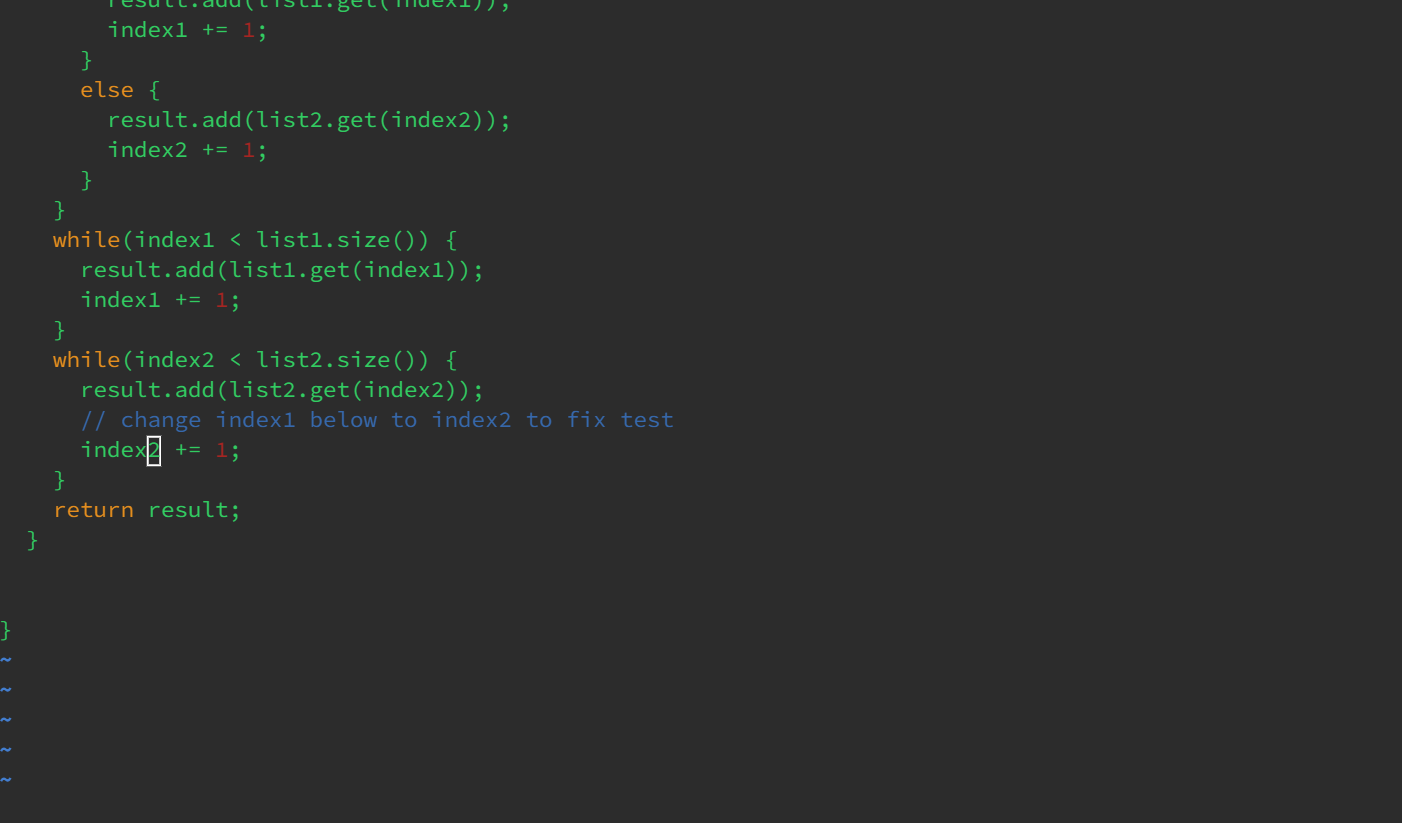 result.add(list1.get(index1));
index1 += 1;
}
else {
result.add(list2.get(index2));
index2 += 1;
}
}
while(index1 < list1.size()) {
result.add(list1.get(index1));
index1 += 1;
}
while(index2 < list2.size()) {
result.add(list2.get(index2));
// change index1 below to index2 to fix test
index2 += 1;
}
return result;
}
}
~
~
~
~
~